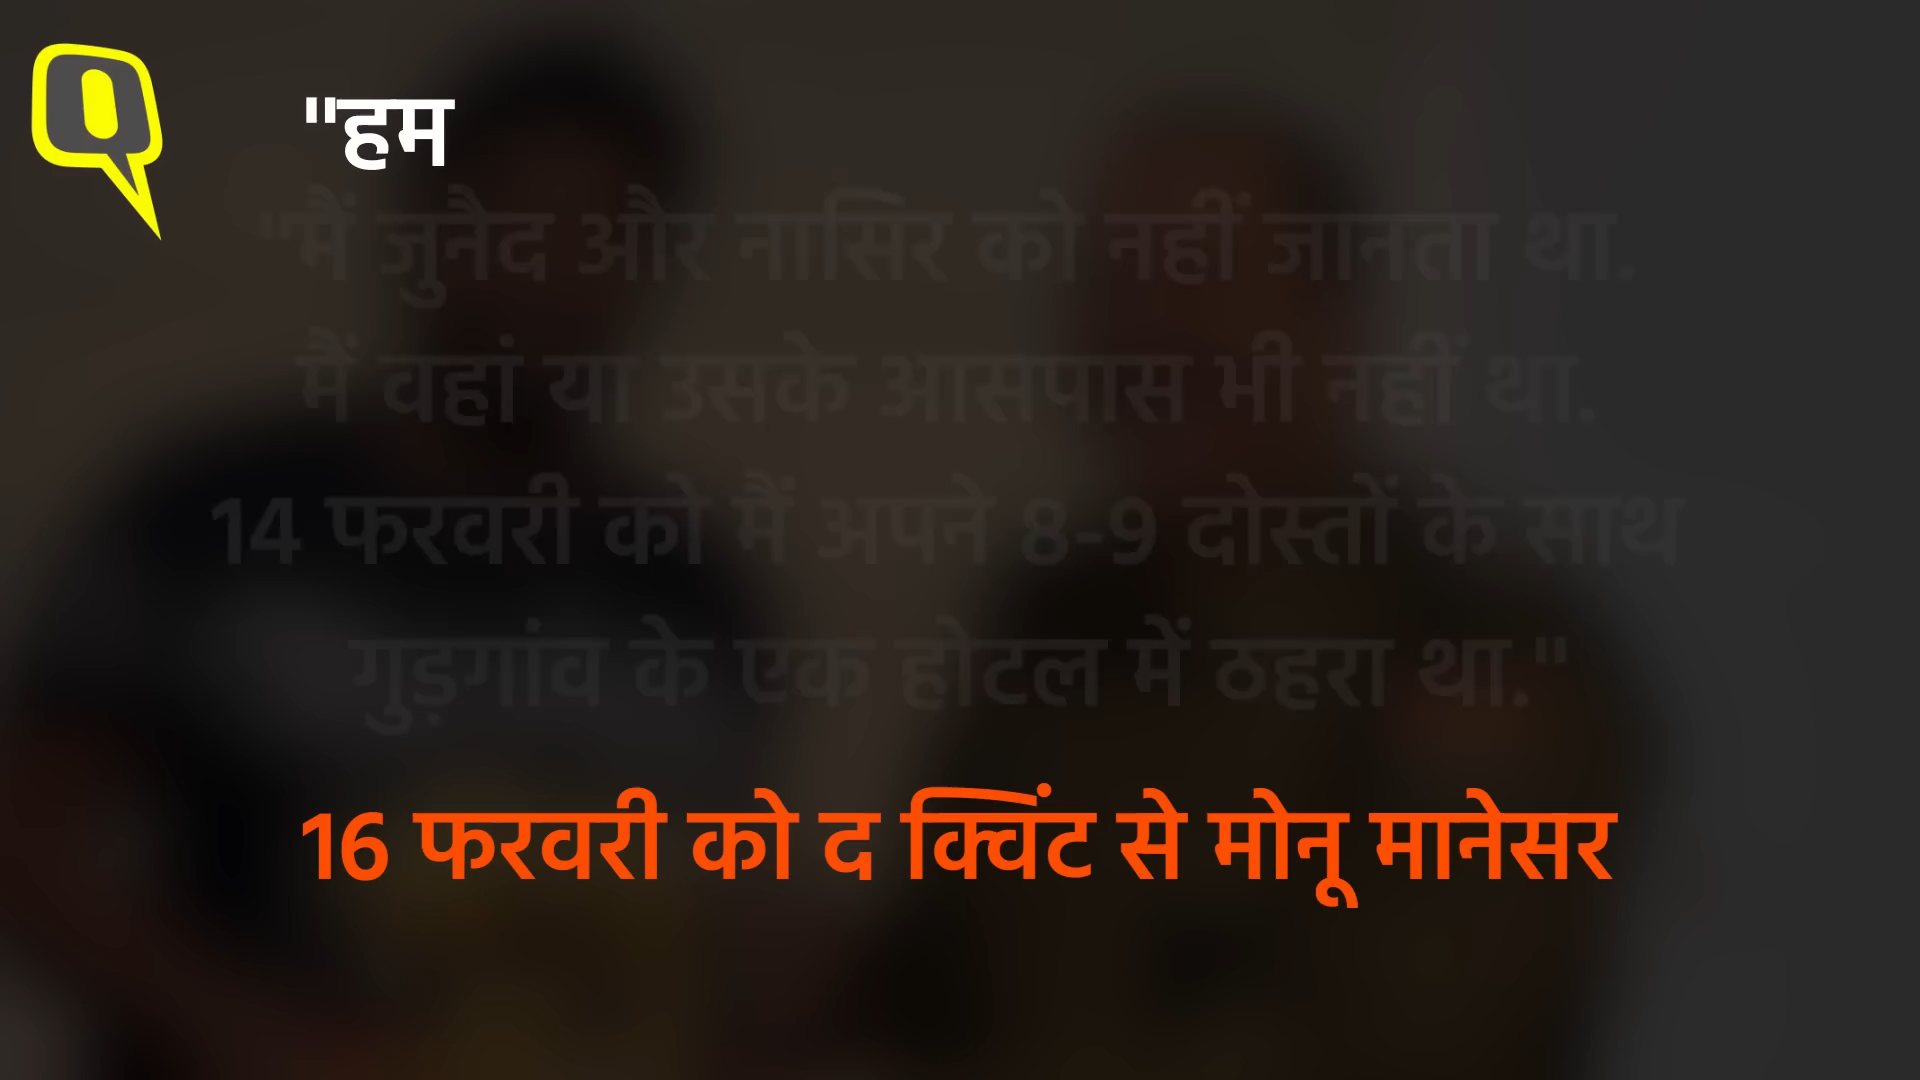 "हम
"मैं जुनैद और नासिर को नहीं जानता था.
मैं वहां या उसके आसपास भी नहीं था.
14 फरवरी को मैं अपने 8-9 दोस्तों के साथ
गुड़गांव के एक होटल में ठहरा था."
16 फरवरी को द क्विंट से मोनू मानेसर